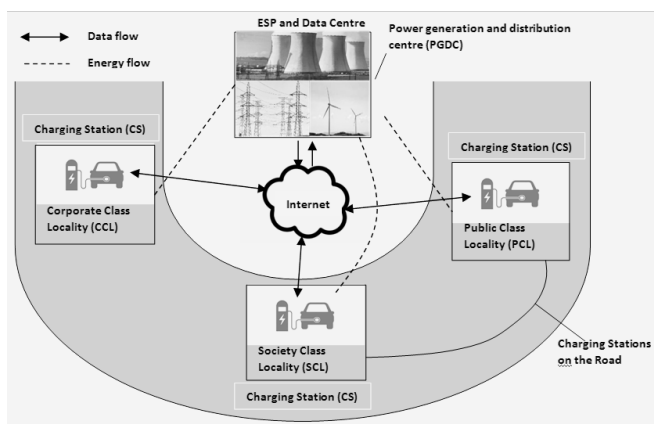 ESP and Data Centre
Power generation and distribution
centre (PGDC)
Data flow
Energy flow
Charging Station (CS)
Corporate Class
Locality (CCL)
Internet
Charging Station (CS)
Public Class
Locality (PCL)
Society Class
Locality (SCL)
Charging Station (CS)
Charging Stations
on the Road